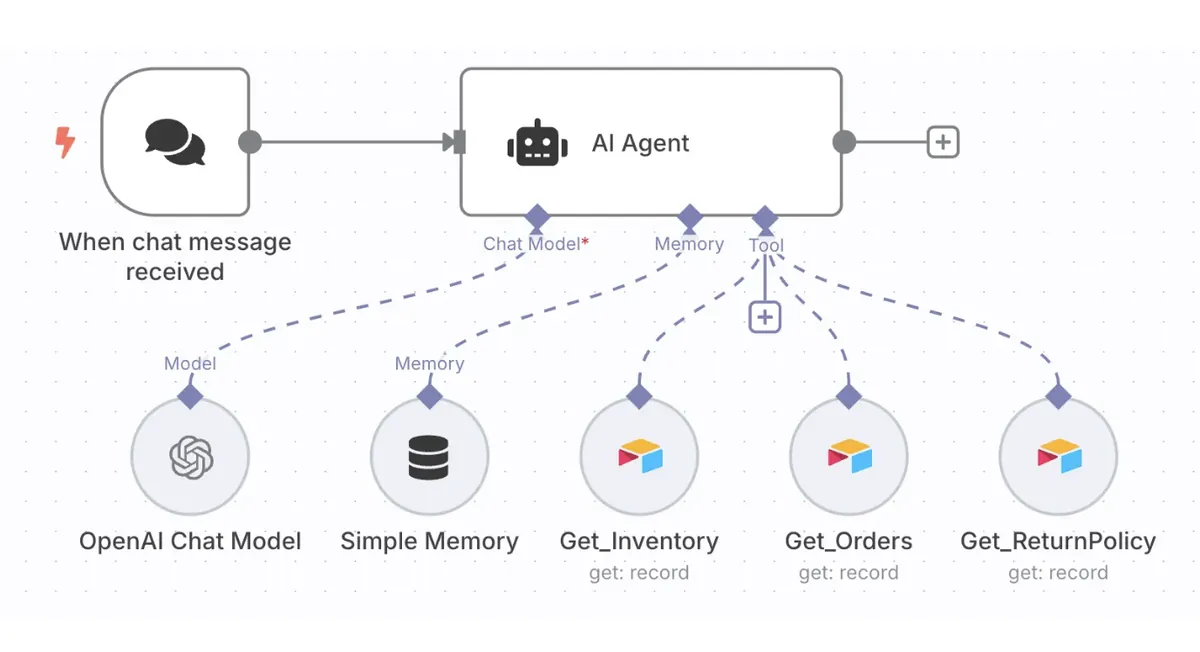 AI Agent
When chat message
received
Chat Model*
Memory
Tool
Model
Memory
OpenAI Chat Model
Simple Memory
Get_Inventory
get: record
Get_Orders
get: record
Get_ReturnPolicy
get: record